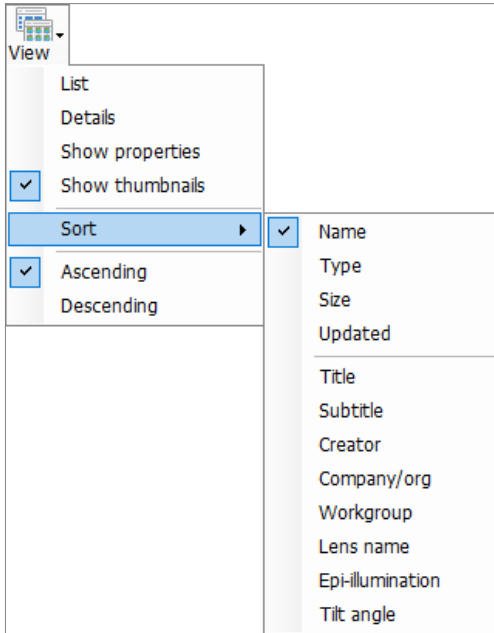 View
List
Details
Show properties
Show thumbnails
Sort
Ascending
Descending
Name
Type
Size
Updated
Title
Subtitle
Creator
Company/org
Workgroup
Lens name
Epi-illumination
Tilt angle